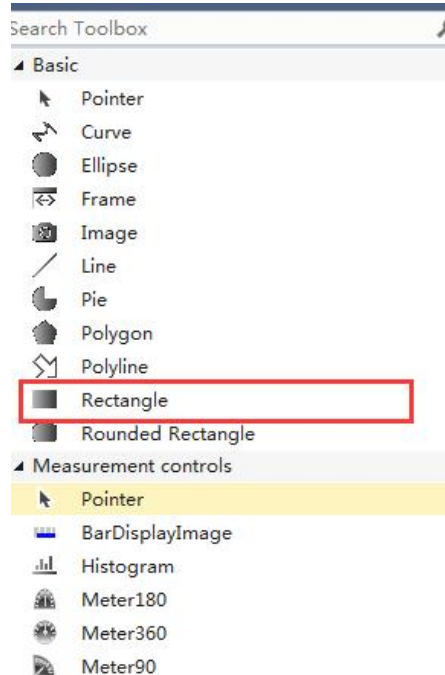 Search Toolbox
Basic
Pointer
Curve
Ellipse
Frame
Image
Line
Pie
Polygon
Polyline
Rectangle
Rounded Rectangle
Measurement controls
Pointer
BarDisplayImage
Histogram
Meter180
Meter360
Meter90